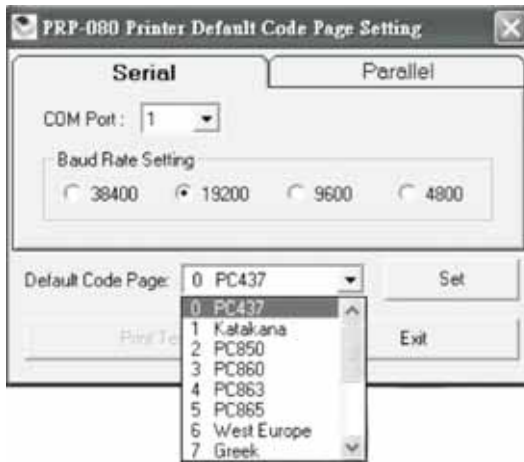 PRP-080 Printer Default Code Page Setting
Serial
Parallel
COM Port: 1
Baud Rate Setting
38400 19200 9600 4800
Default Code Page: 0 PC437 Set
0 PC437
1 Katakana
2 PC850
3 PC860
4 PC863
5 PC865
6 West Europe
7 Greek
Print Te
Exit